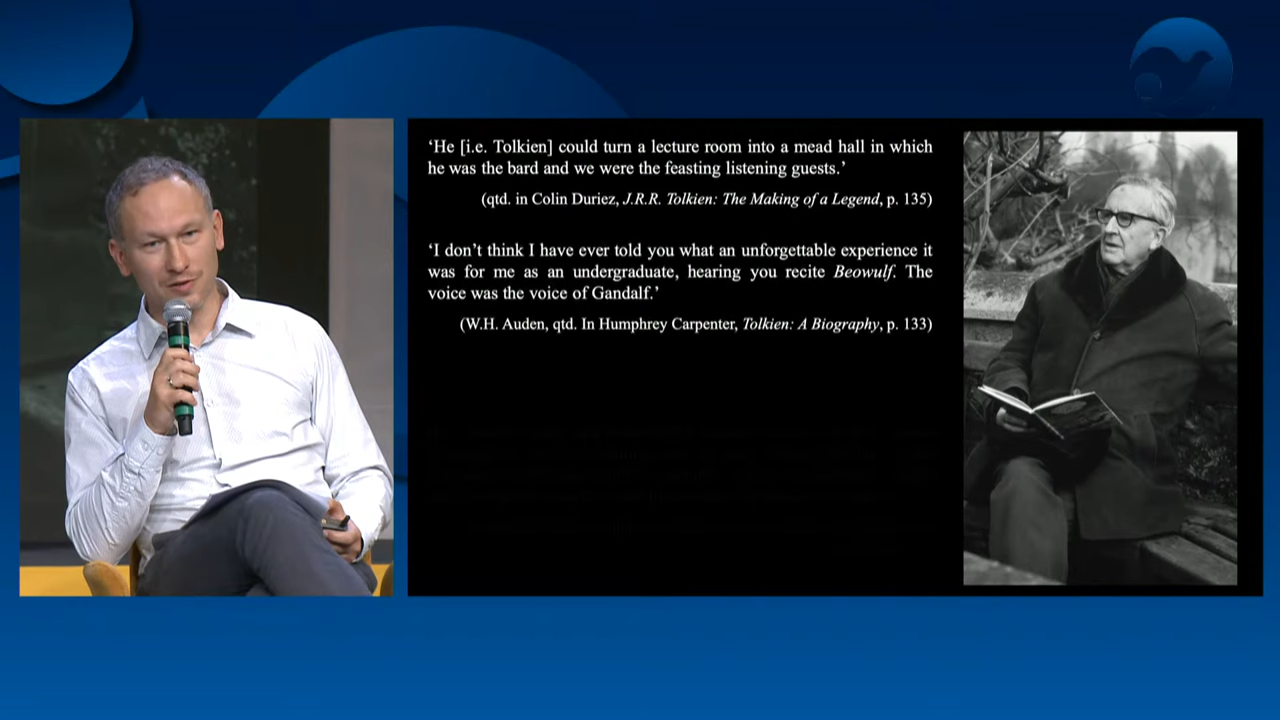 ‘He [i.e. Tolkien] could turn a lecture room into a mead hall in which
he was the bard and we were the feasting listening guests.’
(qtd. in Colin Duriez, J.R.R. Tolkien: The Making of a Legend, p. 135)
‘I don’t think I have ever told you what an unforgettable experience it
was for me as an undergraduate, hearing you recite Beowulf. The
voice was the voice of Gandalf.’
(W.H. Auden, qtd. In Humphrey Carpenter, Tolkien: A Biography, p. 133)